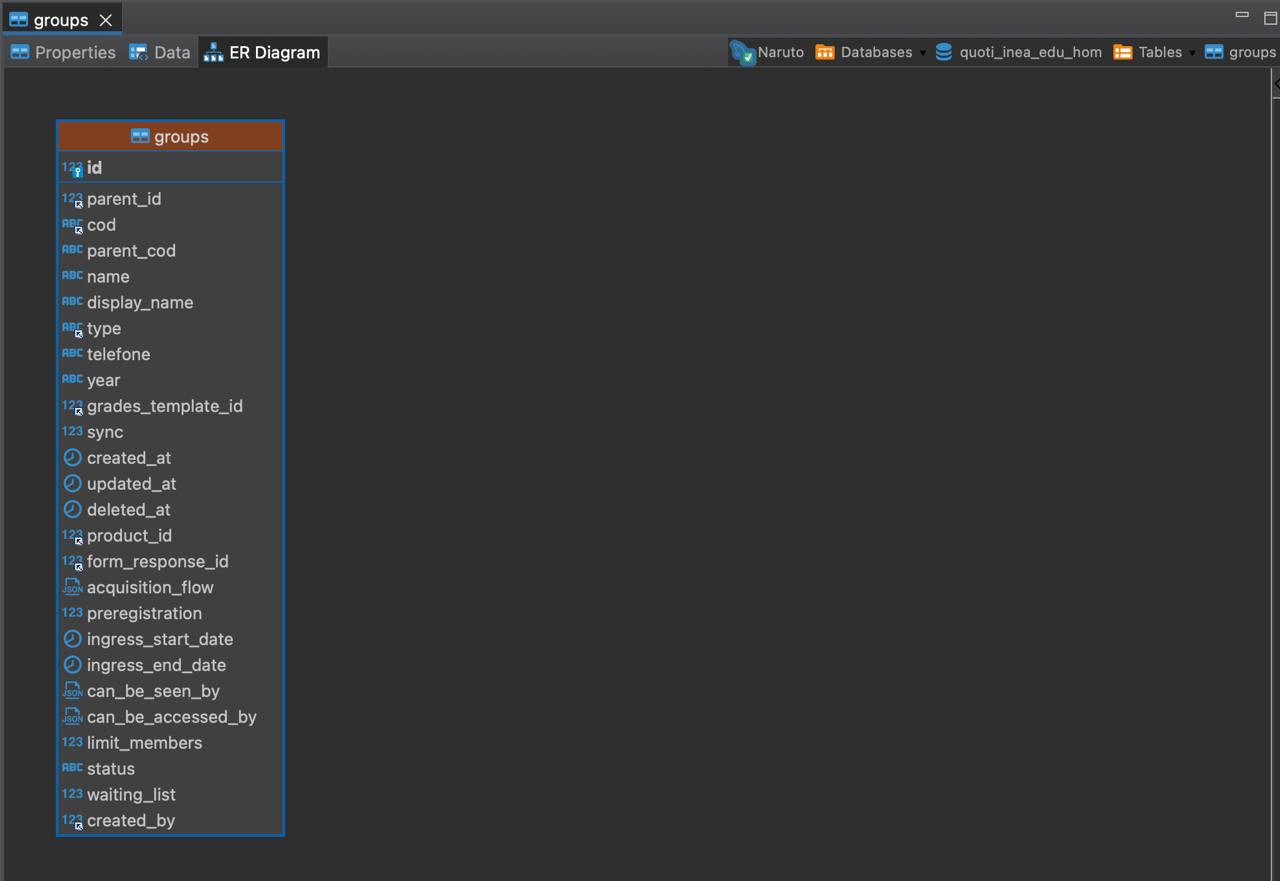 groups
Properties Data ER Diagram Naruto Databases quoti_inea_edu_hom Tables groups
groups
123 id
123 parent_id
ABC cod
ABC parent_cod
ABC name
ABC display_name
ABC type
ABC telefone
ABC year
123 grades_template_id
123 sync
created_at
updated_at
deleted_at
123 product_id
123 form_response_id
JSON acquisition_flow
123 preregistration
ingress_start_date
ingress_end_date
JSON can_be_seen_by
JSON can_be_accessed_by
123 limit_members
ABC status
123 waiting_list
123 created_by